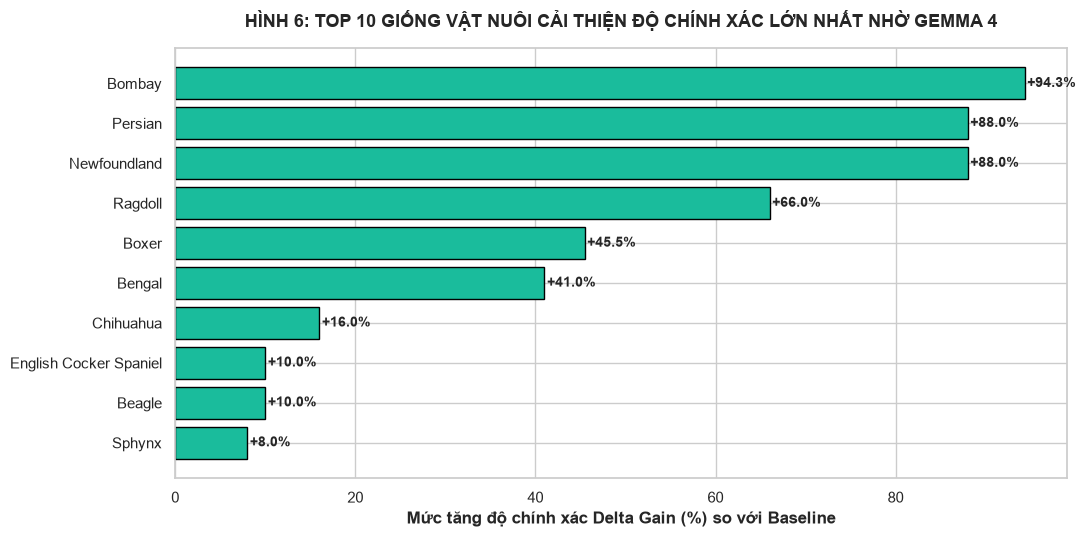 HÌNH 6: TOP 10 GIỐNG VẬT NUÔI CẢI THIỆN ĐỘ CHÍNH XÁC LỚN NHẤT NHỜ GEMMA 4
Bombay +94.3%
Persian +88.0%
Newfoundland +88.0%
Ragdoll +66.0%
Boxer +45.5%
Bengal +41.0%
Chihuahua +16.0%
English Cocker Spaniel +10.0%
Beagle +10.0%
Sphynx +8.0%
0 20 40 60 80
Mức tăng độ chính xác Delta Gain (%) so với Baseline